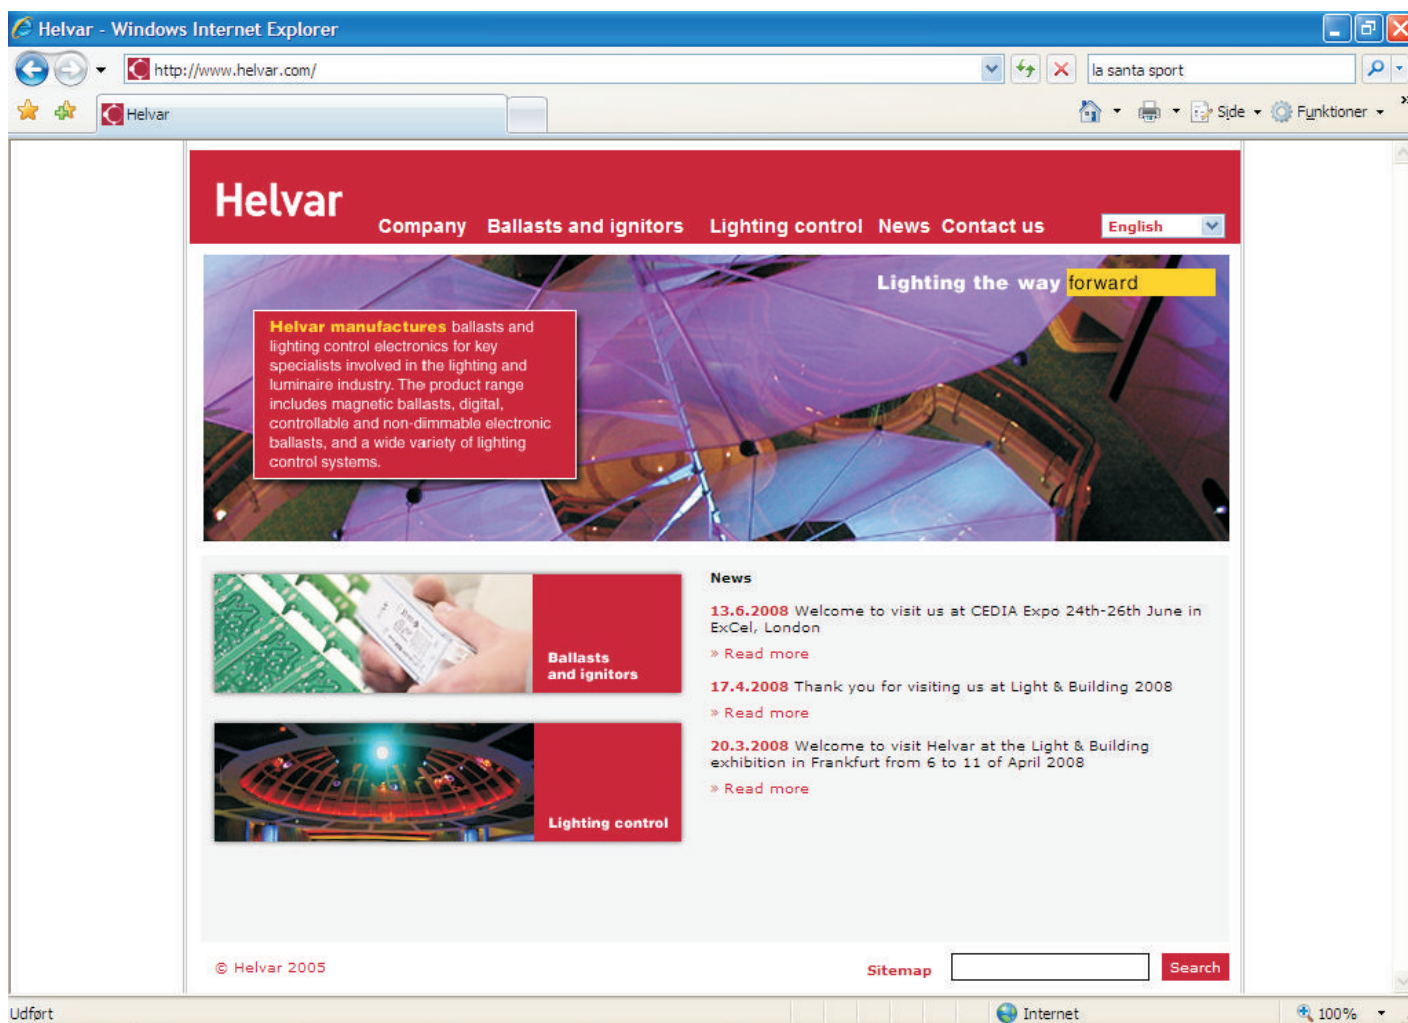 Helvar - Windows Internet Explorer
http://www.helvar.com/
la santa sport
Helvar
Side
Funktioner
Helvar
Company Ballasts and ignitors Lighting control News Contact us English
Lighting the way forward
Helvar manufactures ballasts and
lighting control electronics for key
specialists involved in the lighting and
luminaire industry. The product range
includes magnetic ballasts, digital,
controllable and non-dimmable electronic
ballasts, and a wide variety of lighting
control systems.
Ballasts
and ignitors
Lighting control
News
13.6.2008 Welcome to visit us at CEDIA Expo 24th-26th June in
ExCel, London
» Read more
17.4.2008 Thank you for visiting us at Light & Building 2008
» Read more
20.3.2008 Welcome to visit Helvar at the Light & Building
exhibition in Frankfurt from 6 to 11 of April 2008
» Read more
© Helvar 2005
Sitemap
Search
Udført
Internet
100%